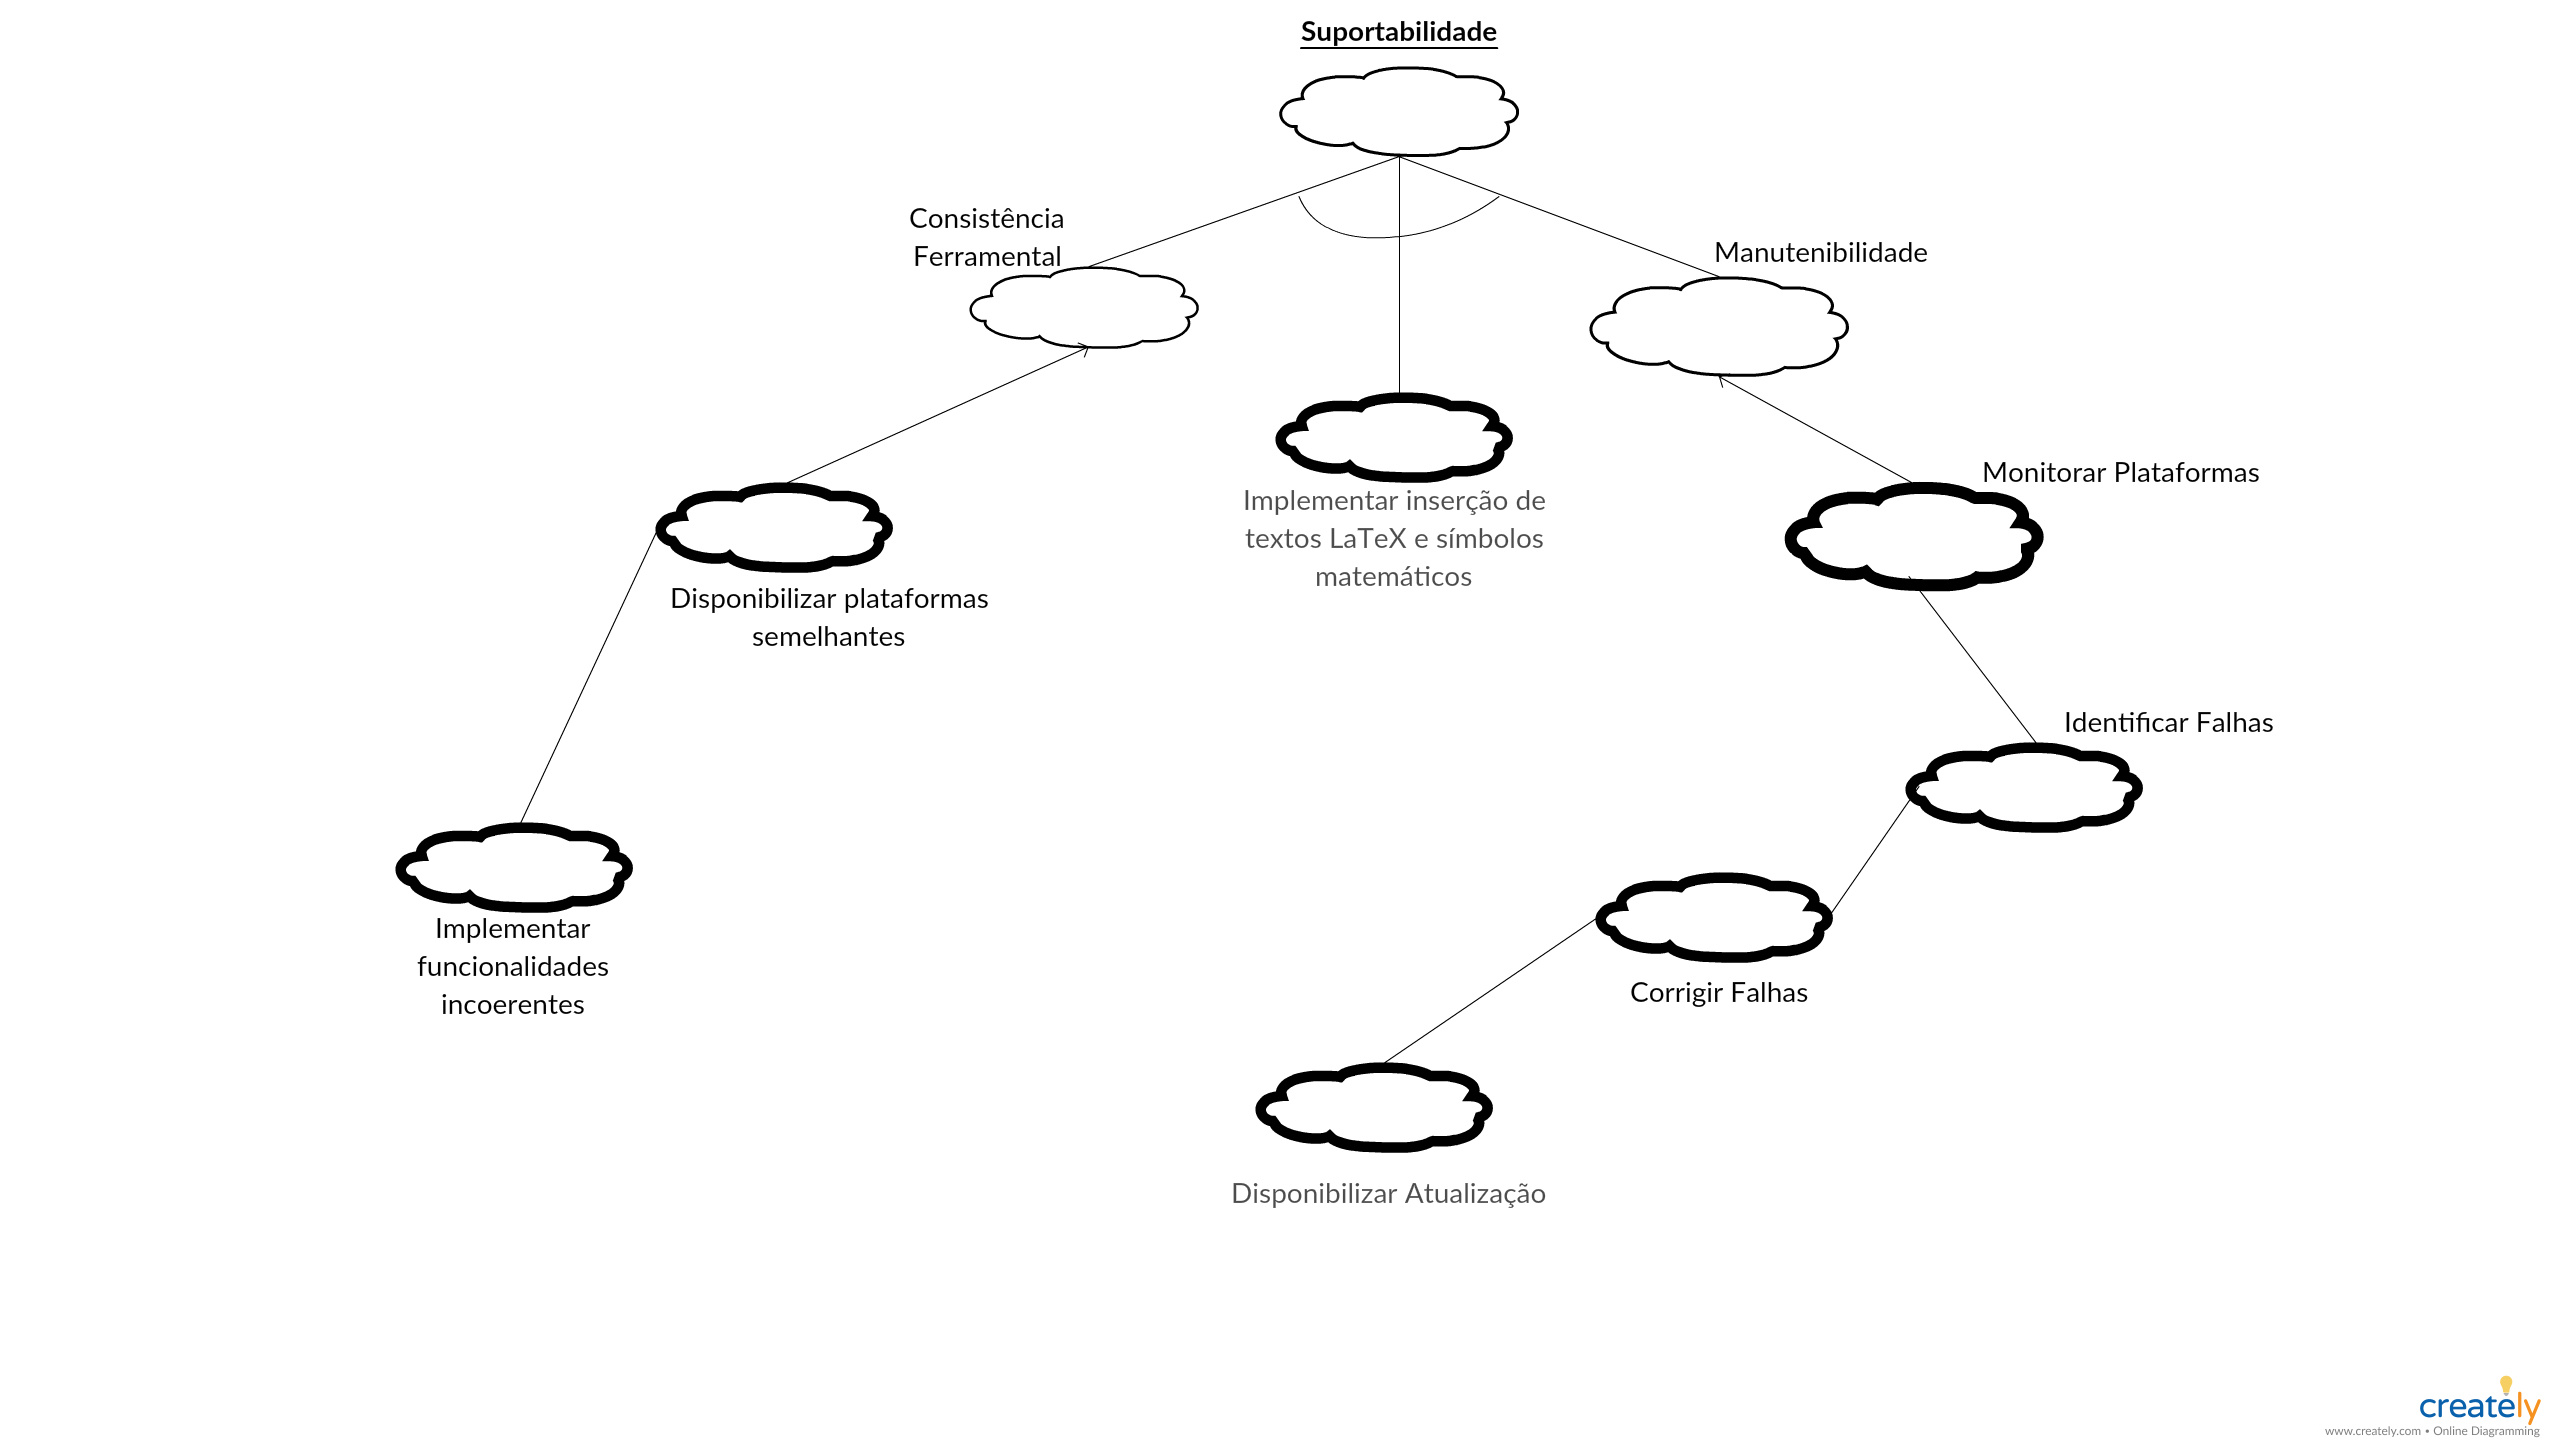 Suportabilidade
Consistência
Ferramental
Manutenibilidade
Monitorar Plataformas
Implementar inserção de
textos LaTeX e símbolos
matemáticos
Disponibilizar plataformas
semelhantes
Identificar Falhas
Implementar
funcionalidades
incoerentes
Corrigir Falhas
Disponibilizar Atualização
creately
www.creately.com • Online Diagramming